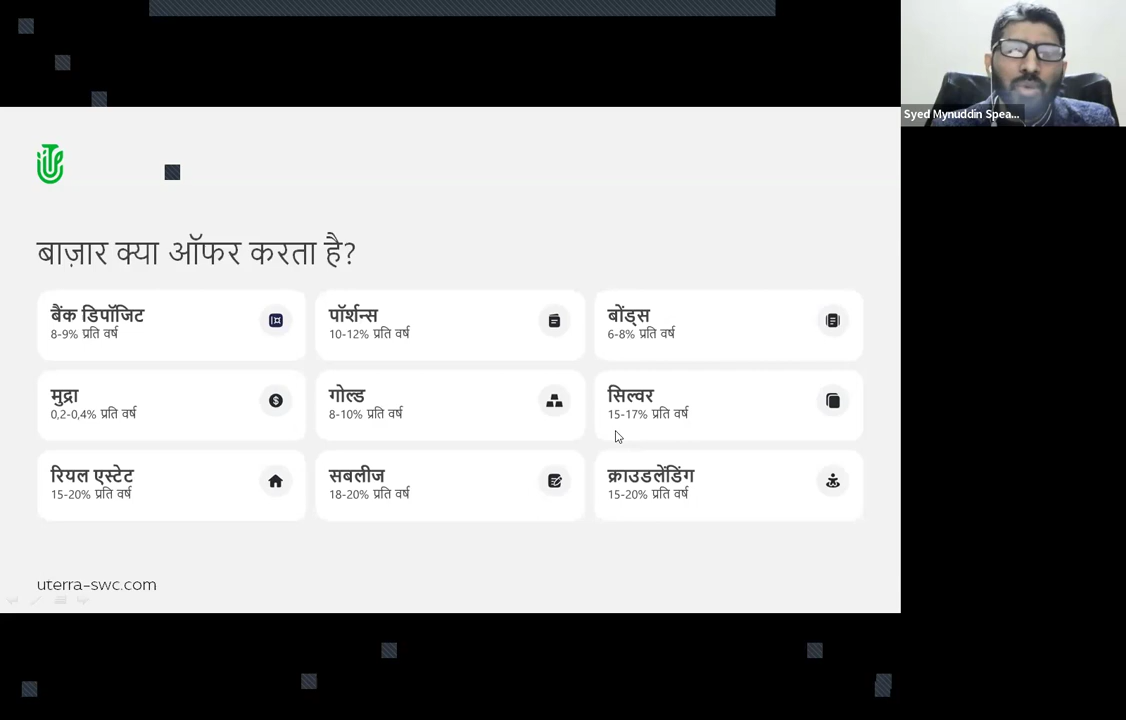 Syed Mynuddin Spea...
बाज़ार क्या ऑफर करता है?
बैंक डिपॉजिट
8-9% प्रति वर्ष
पॉर्शन्स
10-12% प्रति वर्ष
बोंड्स
6-8% प्रति वर्ष
मुद्रा
0,2-0,4% प्रति वर्ष
गोल्ड
8-10% प्रति वर्ष
सिल्वर
15-17% प्रति वर्ष
रियल एस्टेट
15-20% प्रति वर्ष
सबलीज
18-20% प्रति वर्ष
क्राउडलेंडिंग
15-20% प्रति वर्ष
uterra-swc.com